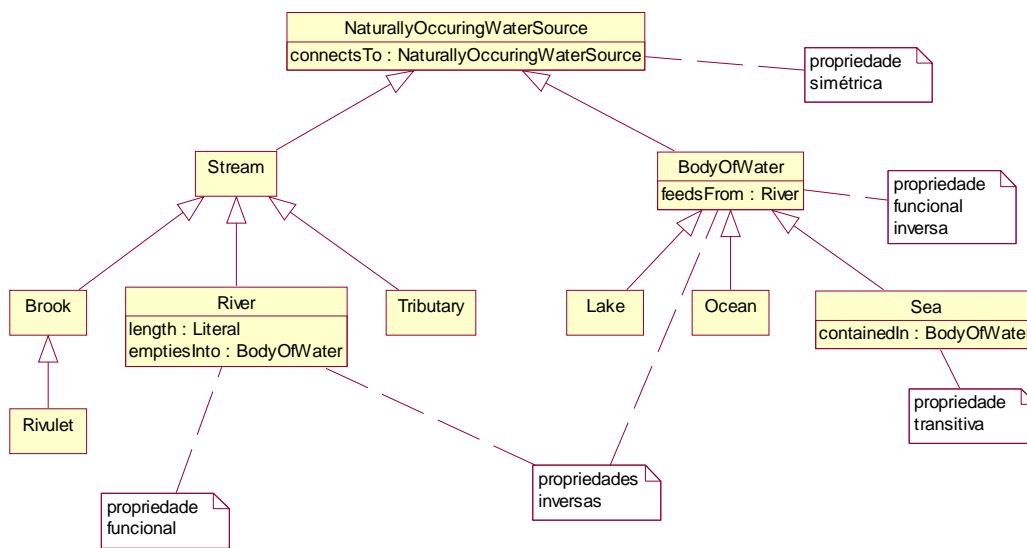 NaturallyOccuringWaterSource
connectsTo : NaturallyOccuringWaterSource
propriedade
simétrica
Stream
BodyOfWater
feedsFrom : River
propriedade
funcional
inversa
Brook
River
length : Literal
emptiesInto : BodyOfWater
Tributary
Lake
Ocean
Sea
containedIn : BodyOfWater
Rivulet
propriedade
transitiva
propriedade
funcional
propriedades
inversas